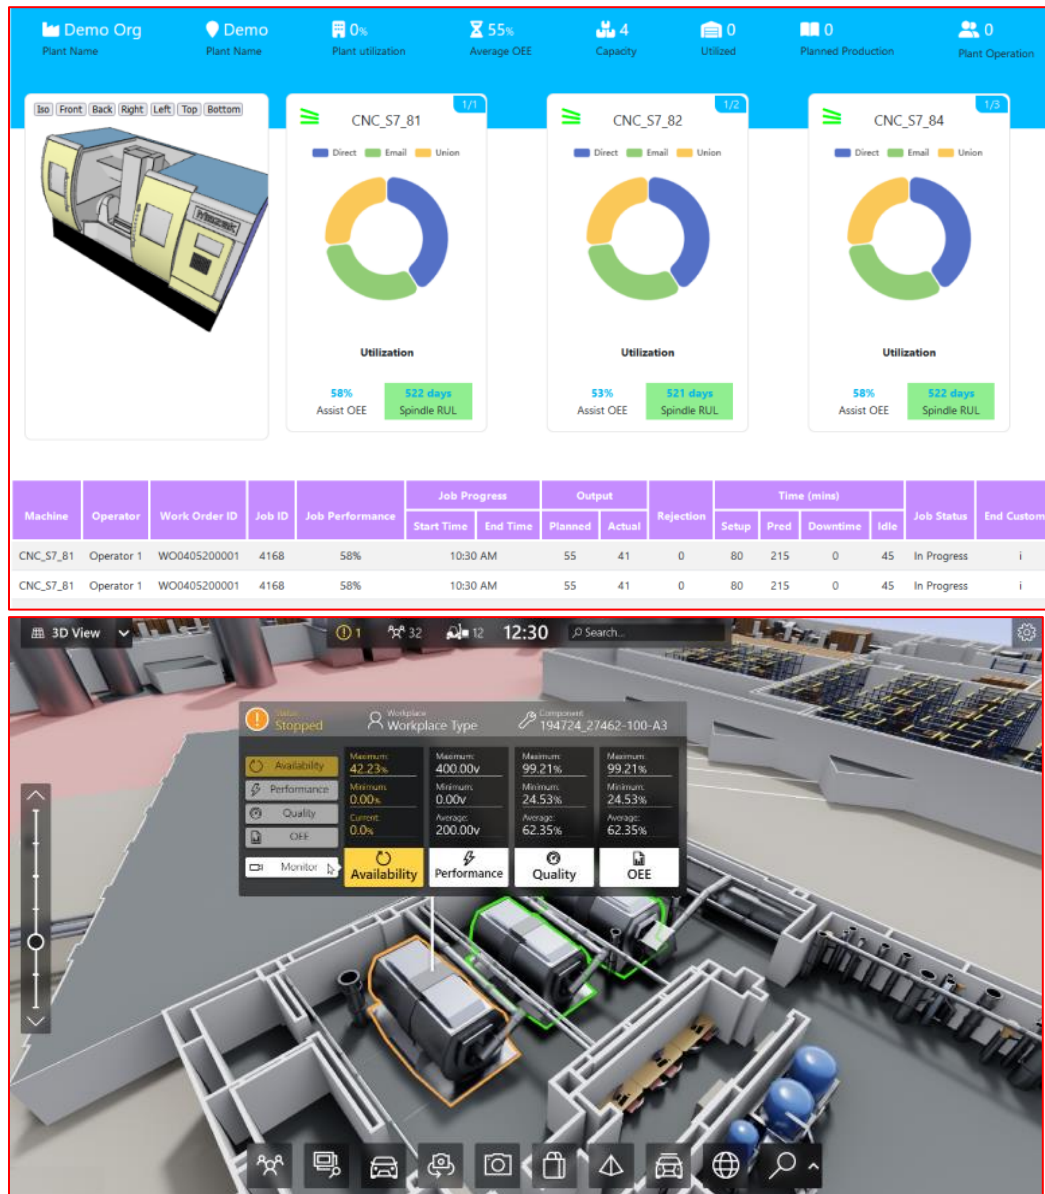 Demo Org
Plant Name
Demo
Plant Name
0%
Plant utilization
55%
Average OEE
4
Capacity
0
Utilized
0
Planned Production
0
Plant Operation
Iso Front Back Right Left Top Bottom
1/1
CNC_S7_81
Direct Email Union
Utilization
58%
Assist OEE
522 days
Spindle RUL
1/2
CNC_S7_82
Direct Email Union
Utilization
53%
Assist OEE
521 days
Spindle RUL
1/3
CNC_S7_84
Direct Email Union
Utilization
58%
Assist OEE
522 days
Spindle RUL
Machine Operator Work Order ID Job ID Job Performance Job Progress Output Rejection Time (mins) Job Status End Custom
Start Time End Time Planned Actual Setup Pred Downtime Idle
CNC_S7_81 Operator 1 WO0405200001 4168 58% 10:30 AM 55 41 0 80 215 0 45 In Progress i
CNC_S7_81 Operator 1 WO0405200001 4168 58% 10:30 AM 55 41 0 80 215 0 45 In Progress i
3D View
1 32 12 12:30 Search...
Status
Stopped
Workplace
Workplace Type
Component
194724_27462-100-A3
Availability
Performance
Quality
OEE
Monitor
Maximum:
42.23%
Minimum:
0.00%
Current:
0.0%
Availability
Maximum:
400.00v
Minimum:
0.00v
Average:
200.00v
Performance
Maximum:
99.21%
Minimum:
24.53%
Average:
62.35%
Quality
Maximum:
99.21%
Minimum:
24.53%
Average:
62.35%
OEE